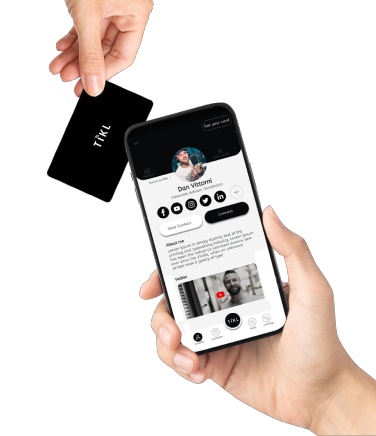 TiKL
Get your card
Dan Vittorni
Save Contact
Connect
About me
Lorem Ipsum is simply dummy text of the
printing and typesetting industry. Lorem Ipsum
has been the industry's standard dummy text
ever since the 1500s, when an unknown
printer took a galley of type
Media
TiKL